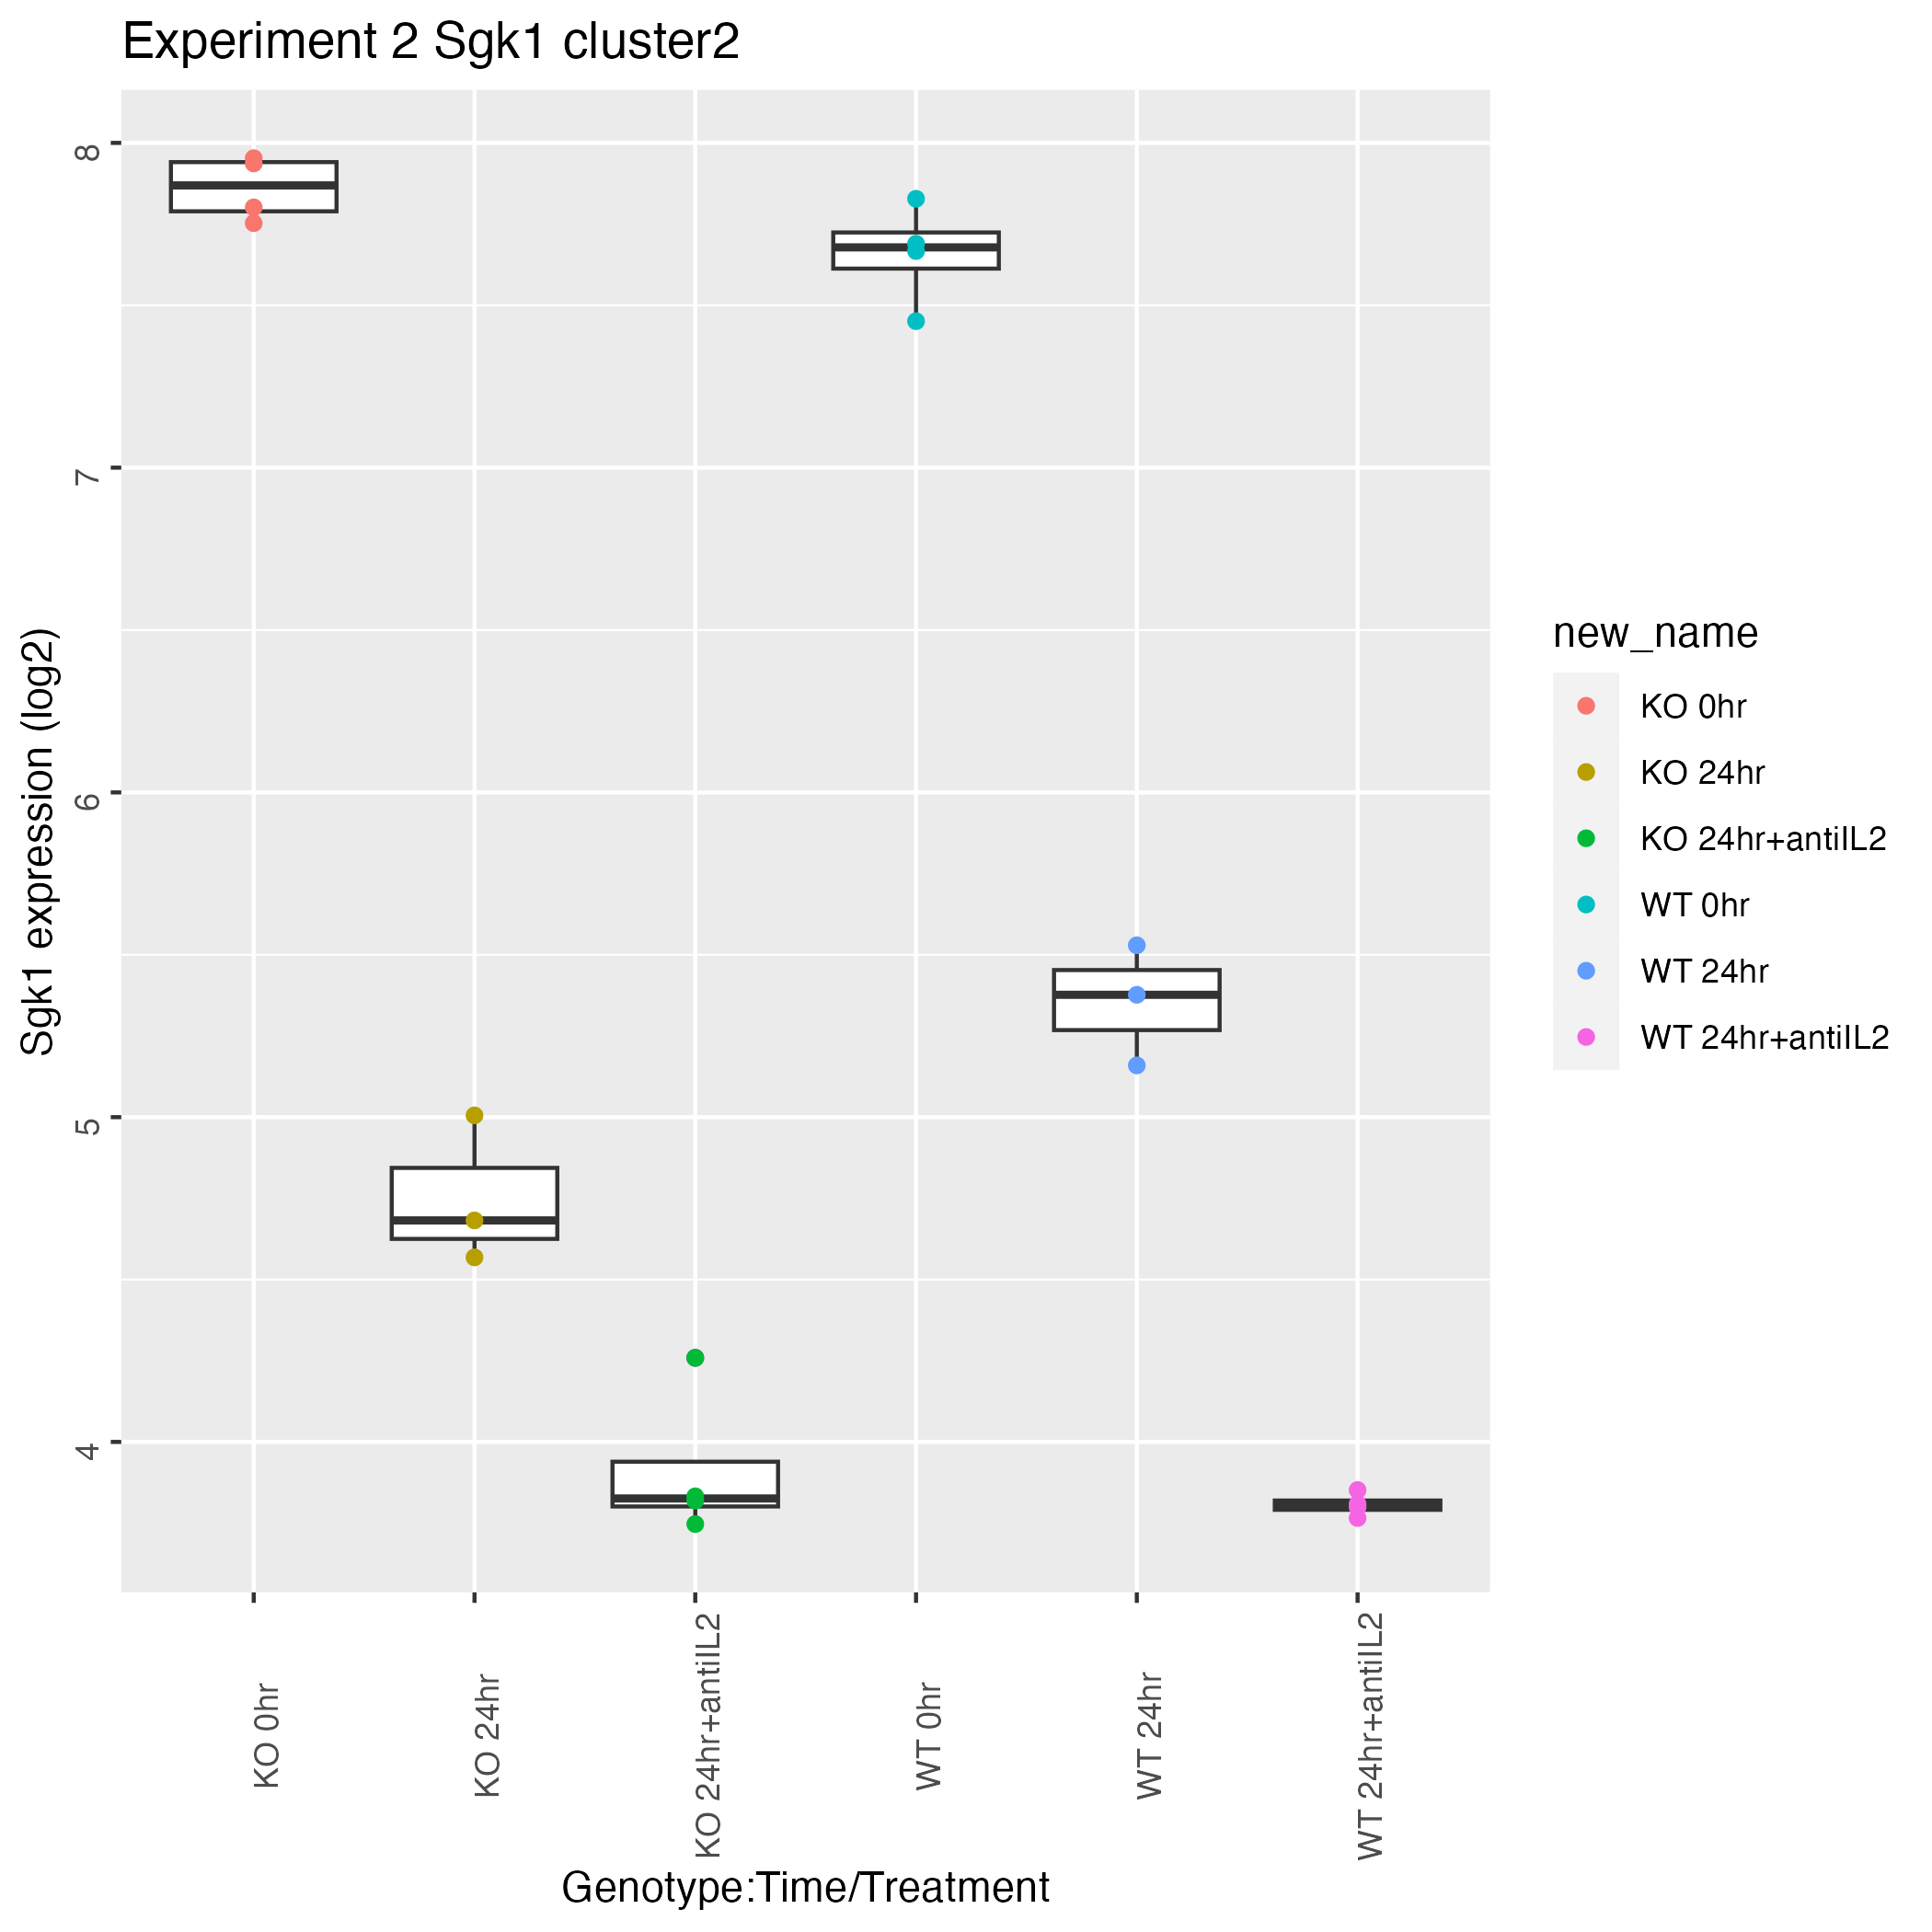 Experiment 2 Sgk1 cluster2
Sgk1 expression (log2)
8
7
6
5
4
KO 0hr
KO 24hr
KO 24hr+antiIL2
WT 0hr
WT 24hr
WT 24hr+antiIL2
Genotype:Time/Treatment
new_name
KO 0hr
KO 24hr
KO 24hr+antiIL2
WT 0hr
WT 24hr
WT 24hr+antiIL2